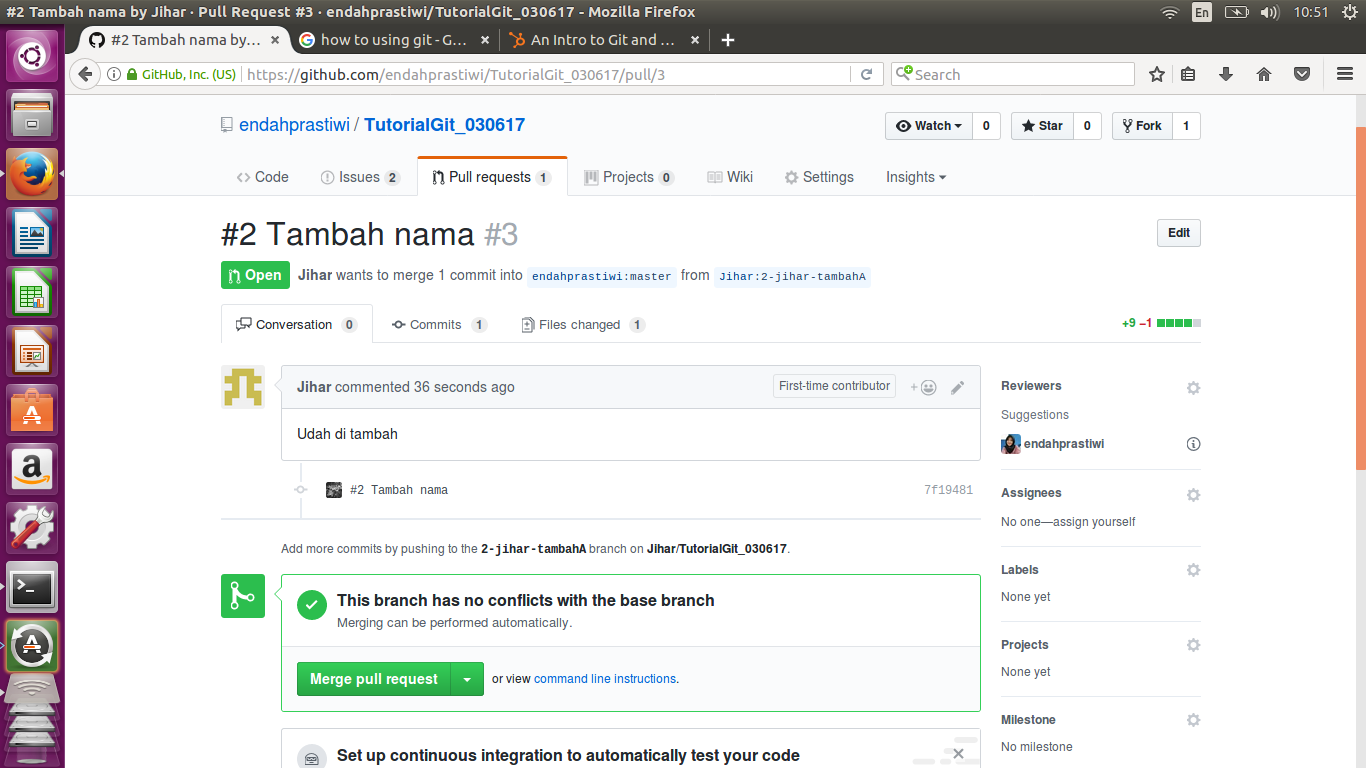 #2 Tambah nama by Jihar · Pull Request #3 · endahprastiwi/TutorialGit_030617 - Mozilla Firefox
En
10:51
#2 Tambah nama by... ×
how to using git - G... ×
An Intro to Git and ... ×
GitHub, Inc. (US)
https://github.com/endahprastiwi/TutorialGit_030617/pull/3
Search
endahprastiwi / TutorialGit_030617
Watch 0
Star 0
Fork 1
Code
Issues 2
Pull requests 1
Projects 0
Wiki
Settings
Insights
#2 Tambah nama #3
Edit
Open
Jihar wants to merge 1 commit into endahprastiwi:master from Jihar:2-jihar-tambahA
Conversation 0
Commits 1
Files changed 1
+9 −1
Jihar commented 36 seconds ago
First-time contributor
+
Udah di tambah
#2 Tambah nama
7f19481
Add more commits by pushing to the 2-jihar-tambahA branch on Jihar/TutorialGit_030617.
This branch has no conflicts with the base branch
Merging can be performed automatically.
Merge pull request
or view command line instructions.
Set up continuous integration to automatically test your code
Reviewers
Suggestions
endahprastiwi
Assignees
No one—assign yourself
Labels
None yet
Projects
None yet
Milestone
No milestone